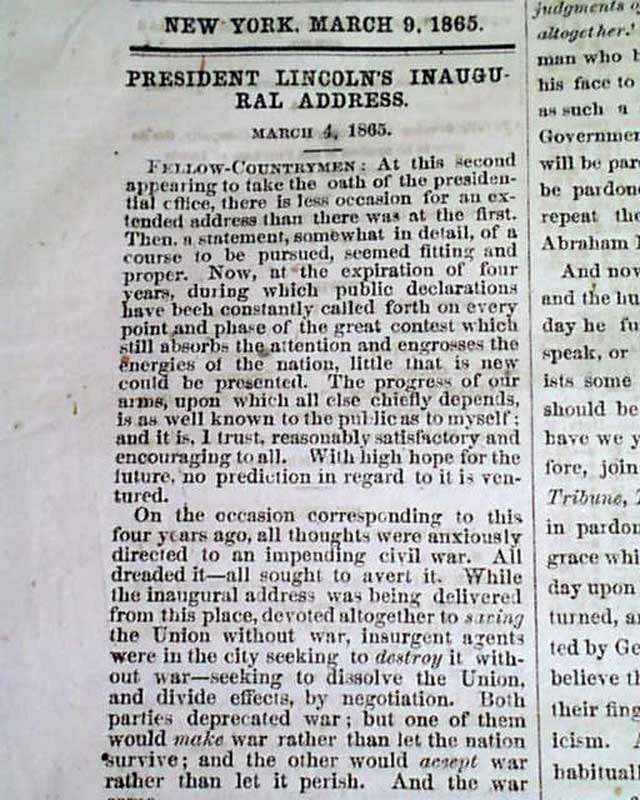 NEW YORK, MARCH 9, 1865.
PRESIDENT LINCOLN'S INAUGU-
RAL ADDRESS.
MARCH 4, 1865.
FELLOW-COUNTRYMEN: At this second
appearing to take the oath of the presiden-
tial office, there is less occasion for an ex-
tended address than there was at the first.
Then, a statement, somewhat in detail, of a
course to be pursued, seemed fitting and
proper. Now, at the expiration of four
years, during which public declarations
have been constantly called forth on every
point and phase of the great contest which
still absorbs the attention and engrosses the
energies of the nation, little that is new
could be presented. The progress of our
arms, upon which all else chiefly depends,
is as well known to the public as to myself;
and it is, I trust, reasonably satisfactory and
encouraging to all. With high hope for the
future, no prediction in regard to it is ven-
tured.
On the occasion corresponding to this
four years ago, all thoughts were anxiously
directed to an impending civil war. All
dreaded it—all sought to avert it. While
the inaugural address was being delivered
from this place, devoted altogether to saving
the Union without war, insurgent agents
were in the city seeking to destroy it with-
out war—seeking to dissolve the Union,
and divide effects, by negotiation. Both
parties deprecated war; but one of them
would make war rather than let the nation
survive; and the other would accept war
rather than let it perish. And the war
judgments
altogether.'
man who
his face to
as such a
will be
be
repeat
Abraham
And
and the
day he
speak, or
ists some
should be
have we
fore, join
Tribune,
in
grace
day upon
turned,
ted by
believe
their
icism.